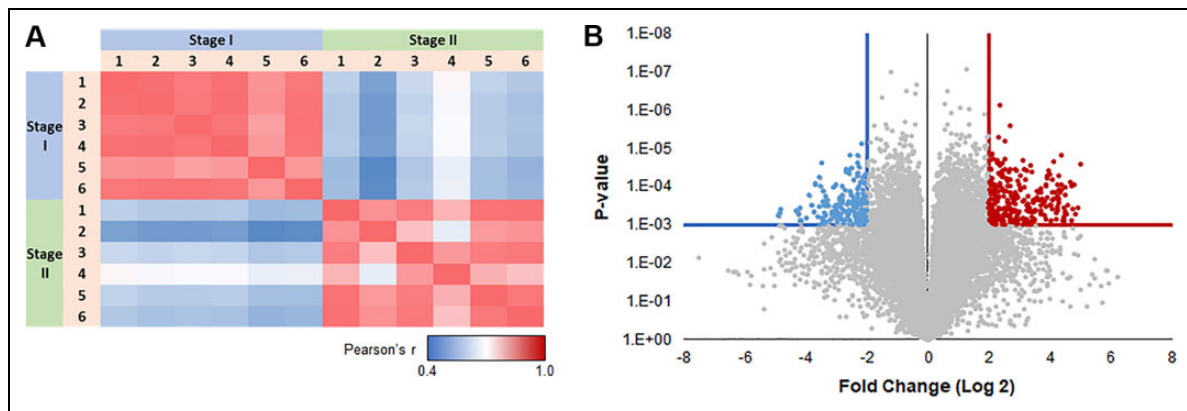 A
Stage I Stage II
1 2 3 4 5 6 1 2 3 4 5 6
Stage I
1
2
3
4
5
6
Stage II
1
2
3
4
5
6
Pearson's r
0.4 1.0
B
P-value
1.E-08
1.E-07
1.E-06
1.E-05
1.E-04
1.E-03
1.E-02
1.E-01
1.E+00
-8 -6 -4 -2 0 2 4 6 8
Fold Change (Log 2)